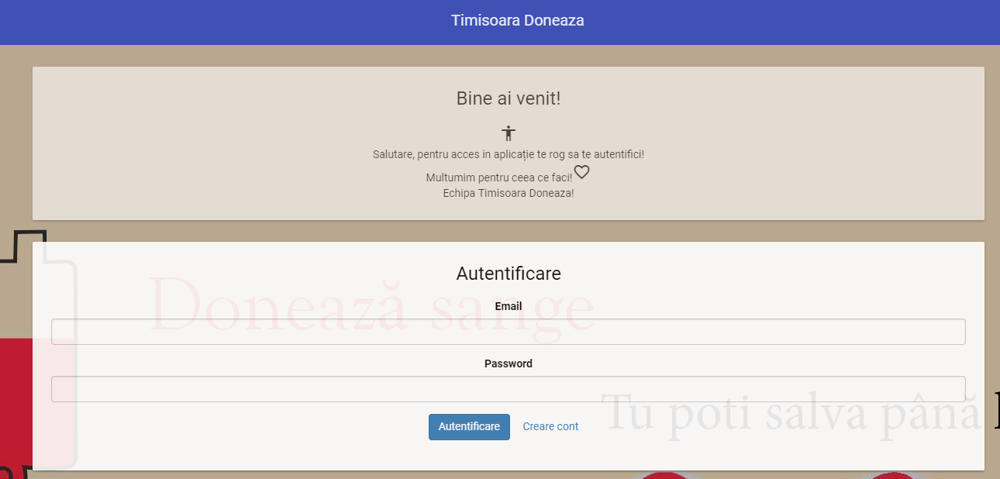 Timisoara Doneaza
Bine ai venit!
Salutare, pentru acces in aplicație te rog sa te autentifici!
Multumim pentru ceea ce faci!
Echipa Timisoara Doneaza!
Autentificare
Donează sange
Email
Password
Tu poti salva până
Autentificare Creare cont